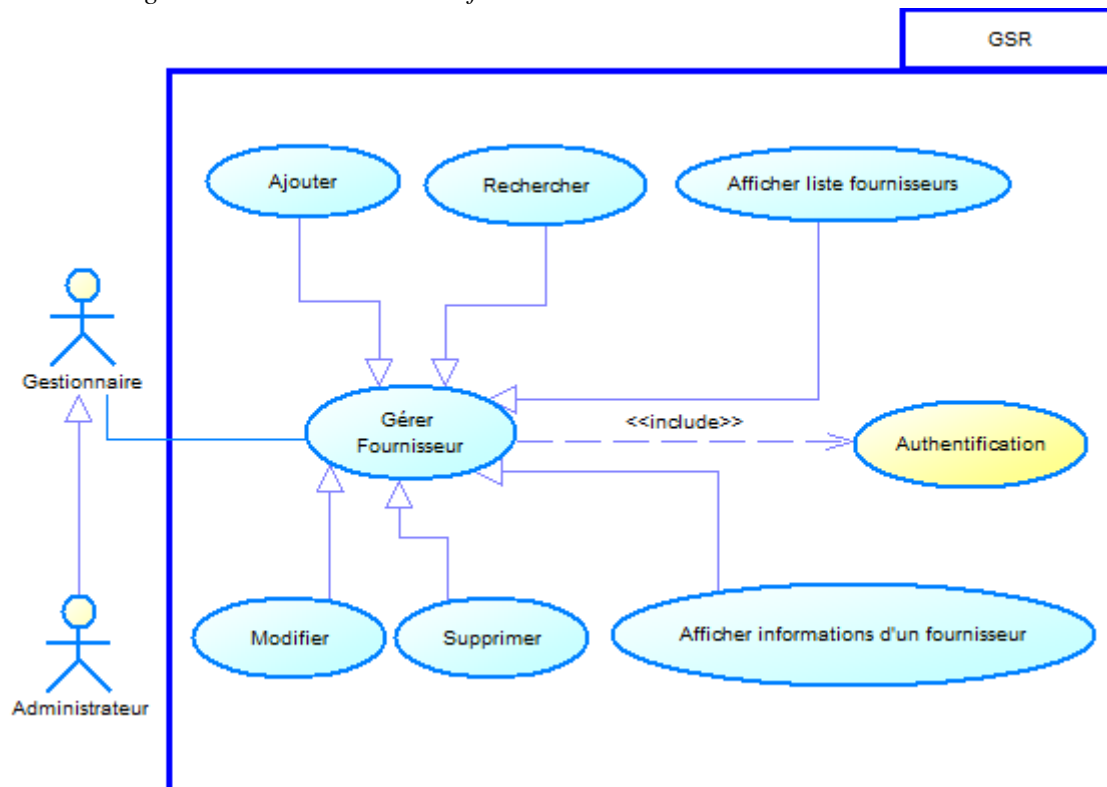 GSR
Ajouter
Rechercher
Afficher liste fournisseurs
Gestionnaire
Gérer
Fournisseur
<<include>>
Authentification
Modifier
Supprimer
Afficher informations d'un fournisseur
Administrateur